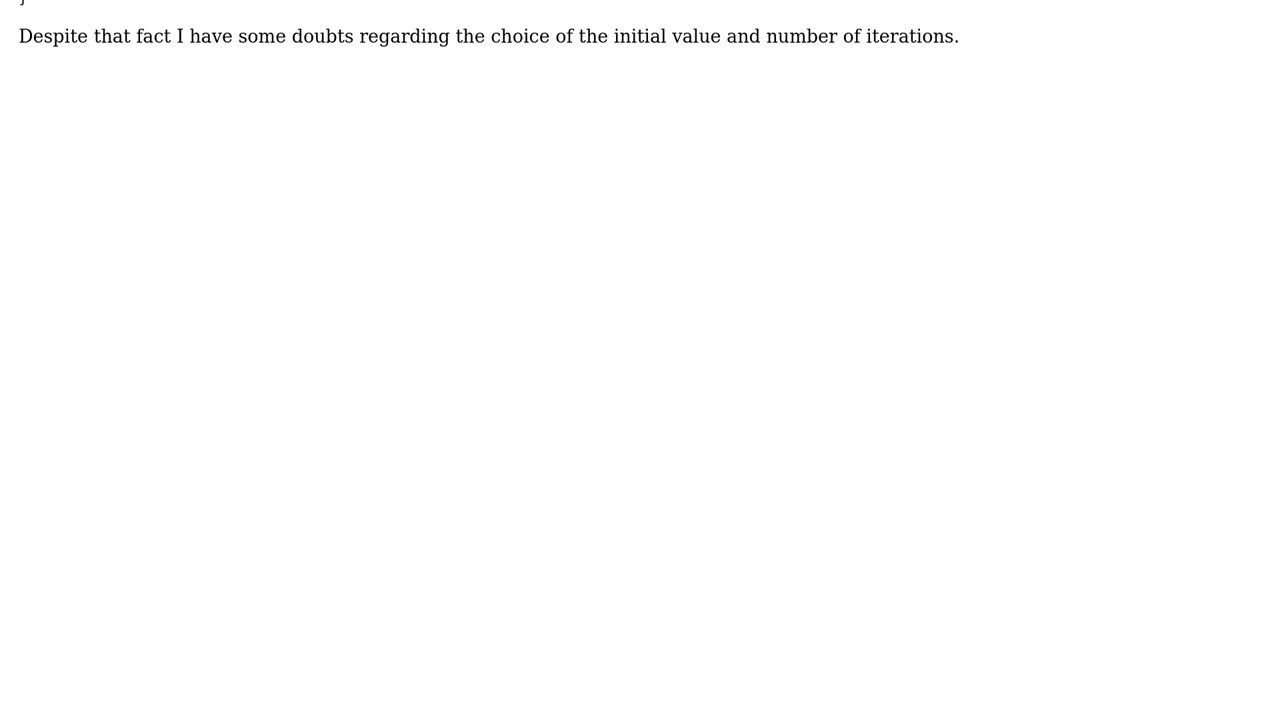 Despite that fact I have some doubts regarding the choice of the initial value and number of iterations.